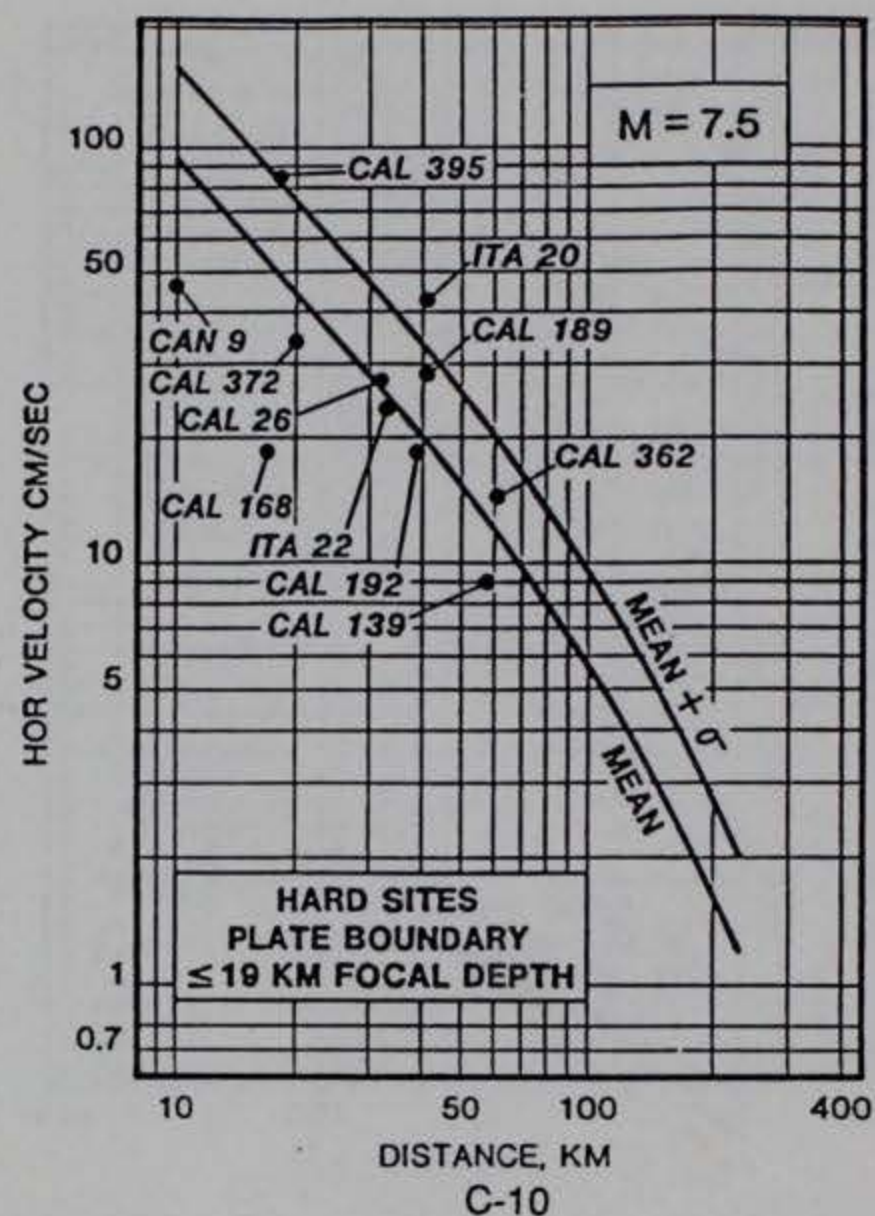 M = 7.5
100
CAL 395
50
ITA 20
CAN 9
CAL 189
CAL 372
CAL 26
CAL 362
CAL 168
ITA 22
10
CAL 192
CAL 139
MEAN + σ
5
MEAN
HOR VELOCITY CM/SEC
HARD SITES
PLATE BOUNDARY
≤ 19 KM FOCAL DEPTH
1
0.7
10 50 100 400
DISTANCE, KM
C-10